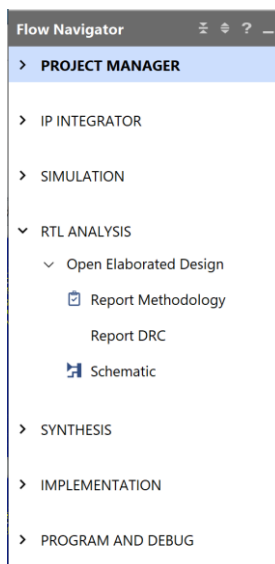 Flow Navigator ?
PROJECT MANAGER
IP INTEGRATOR
SIMULATION
RTL ANALYSIS
Open Elaborated Design
Report Methodology
Report DRC
Schematic
SYNTHESIS
IMPLEMENTATION
PROGRAM AND DEBUG